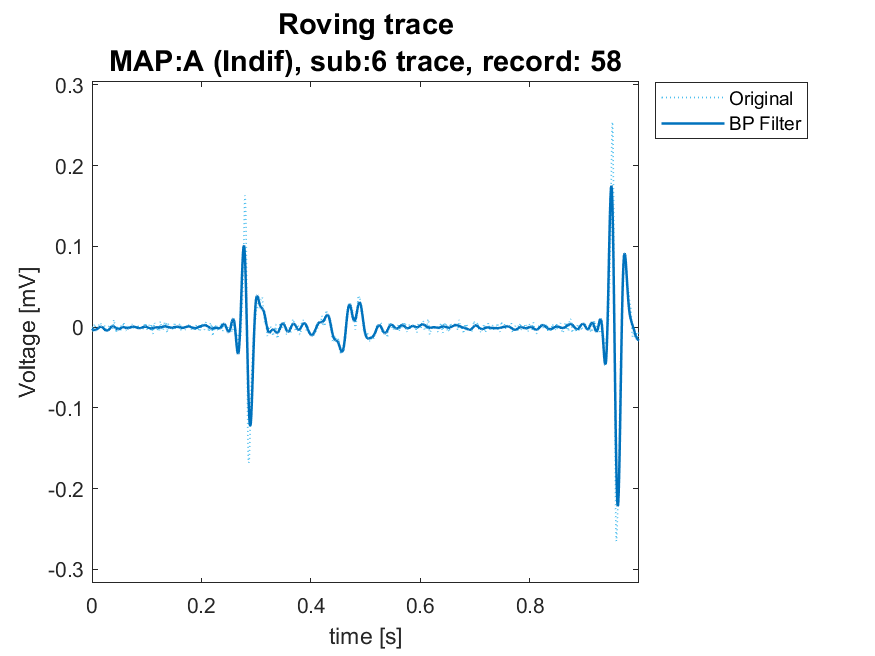 Roving trace
MAP:A (Indif), sub:6 trace, record: 58
Original
BP Filter
0.3
0.2
0.1
0
-0.1
-0.2
-0.3
Voltage [mV]
0 0.2 0.4 0.6 0.8
time [s]